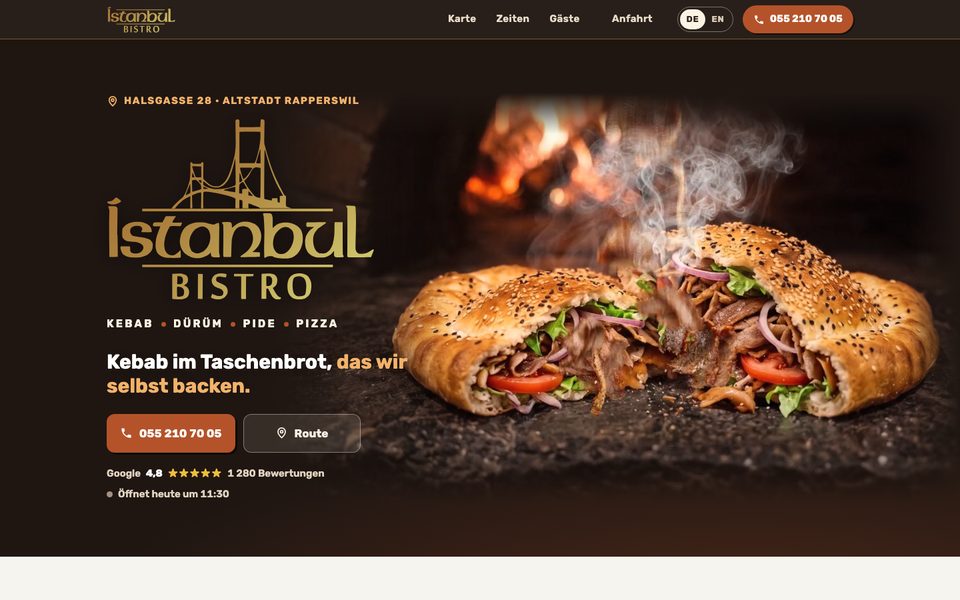 İstanbul
BISTRO
Karte Zeiten Gäste Anfahrt DE EN 055 210 70 05
HALSGASSE 28 · ALTSTADT RAPPERSWIL
İstanbul
BISTRO
KEBAB • DÜRÜM • PIDE • PIZZA
Kebab im Taschenbrot, das wir
selbst backen.
055 210 70 05 Route
Google 4,8 ★★★★★ 1 280 Bewertungen
Öffnet heute um 11:30